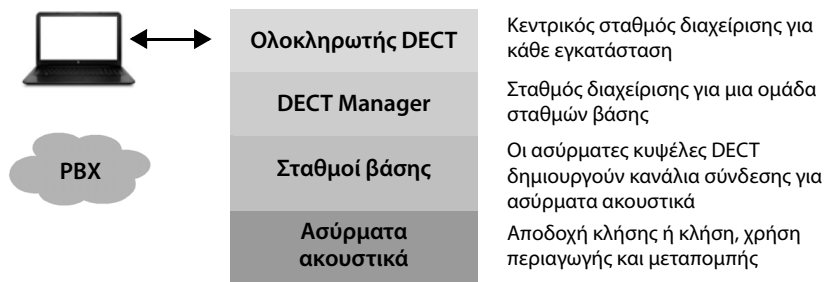 Ολοκληρωτής DECT
Κεντρικός σταθμός διαχείρισης για
κάθε εγκατάσταση
DECT Manager
Σταθμός διαχείρισης για μια ομάδα
σταθμών βάσης
PBX
Σταθμοί βάσης
Οι ασύρματες κυψέλες DECT
δημιουργούν κανάλια σύνδεσης για
ασύρματα ακουστικά
Ασύρματα
ακουστικά
Αποδοχή κλήσης ή κλήση, χρήση
περιαγωγής και μεταπομπής